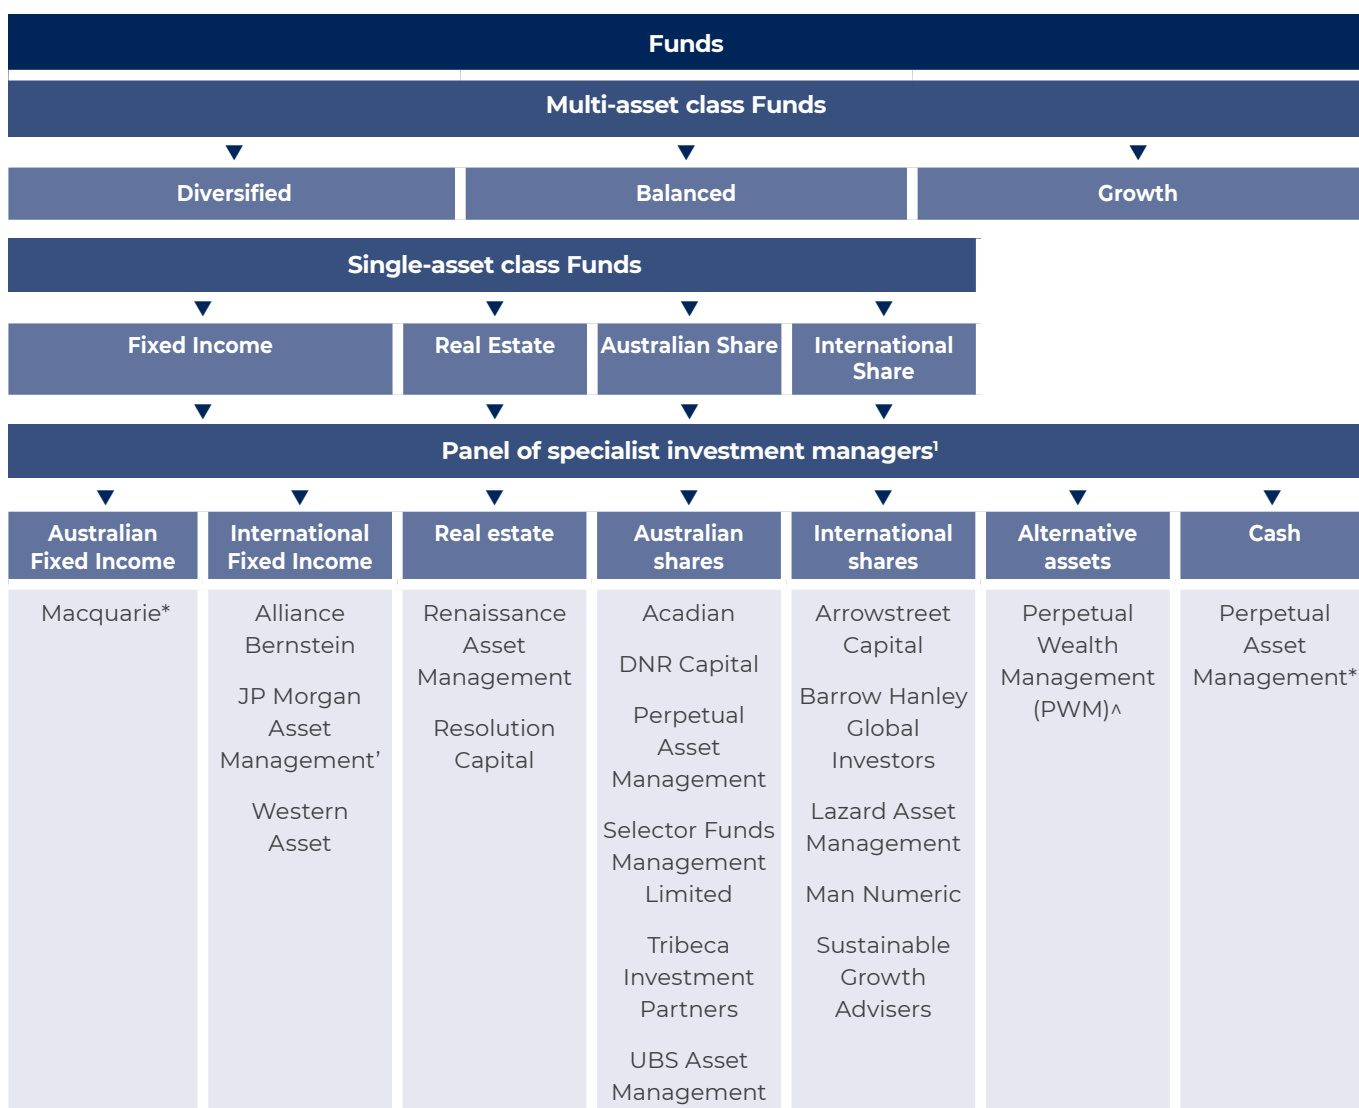 Funds
Multi-asset class Funds
▼ ▼ ▼
Diversified Balanced Growth
Single-asset class Funds
▼ ▼ ▼ ▼
Fixed Income
Real Estate
Australian Share
International
Share
▼ ▼ ▼ ▼
Panel of specialist investment managers¹
▼ ▼ ▼ ▼ ▼ ▼ ▼
Australian
Fixed Income
International
Fixed Income
Real estate
Australian
shares
International
shares
Alternative
assets
Cash
Macquarie*
Alliance
Bernstein
JP Morgan
Asset
Management’
Western
Asset
Renaissance
Asset
Management
Resolution
Capital
Acadian
DNR Capital
Perpetual
Asset
Management
Selector Funds
Management
Limited
Tribeca
Investment
Partners
UBS Asset
Management
Arrowstreet
Capital
Barrow Hanley
Global
Investors
Lazard Asset
Management
Man Numeric
Sustainable
Growth
Advisers
Perpetual
Wealth
Management
(PWM)^
Perpetual
Asset
Management*